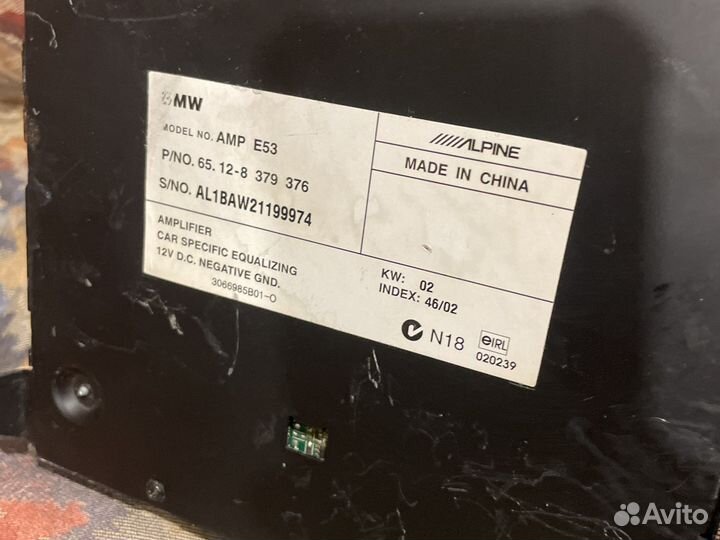 BMW
MODEL NO. AMP E53
P/NO. 65. 12-8 379 376
S/NO. AL1BAW21199974
ALPINE
MADE IN CHINA
AMPLIFIER
CAR SPECIFIC EQUALIZING
12V D.C. NEGATIVE GND.
3066985B01-O
KW: 02
INDEX: 46/02
N18
eIRL
020239
Avito